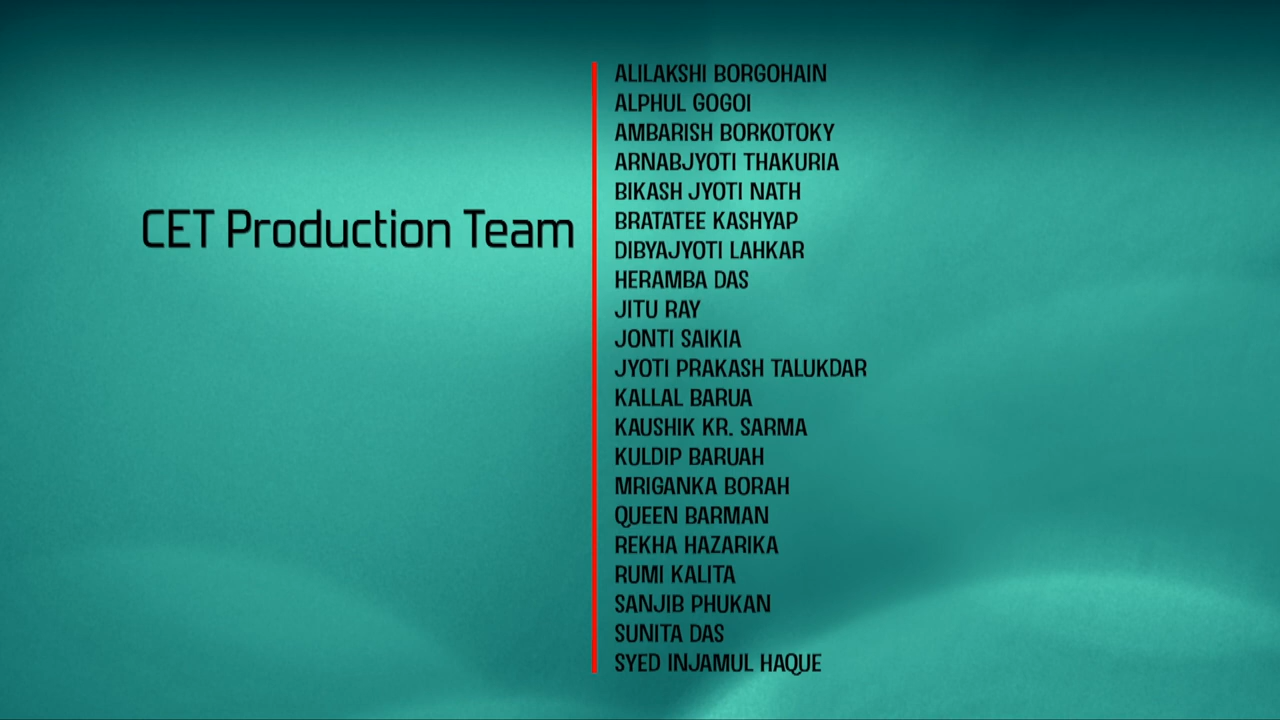 CET Production Team
ALILAKSHI BORGOHAIN
ALPHUL GOGOI
AMBARISH BORKOTOKY
ARNABJYOTI THAKURIA
BIKASH JYOTI NATH
BRATATEE KASHYAP
DIBYAJYOTI LAHKAR
HERAMBA DAS
JITU RAY
JONTI SAIKIA
JYOTI PRAKASH TALUKDAR
KALLAL BARUA
KAUSHIK KR. SARMA
KULDIP BARUAH
MRIGANKA BORAH
QUEEN BARMAN
REKHA HAZARIKA
RUMI KALITA
SANJIB PHUKAN
SUNITA DAS
SYED INJAMUL HAQUE